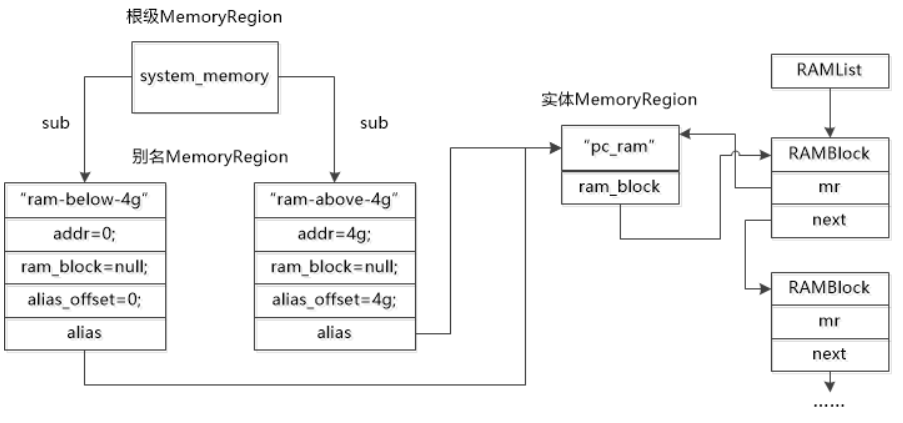 根级MemoryRegion
system_memory
sub
sub
别名MemoryRegion
“ram-below-4g”
addr=0;
ram_block=null;
alias_offset=0;
alias
“ram-above-4g”
addr=4g;
ram_block=null;
alias_offset=4g;
alias
实体MemoryRegion
“pc_ram”
ram_block
RAMList
RAMBlock
mr
next
RAMBlock
mr
next
……